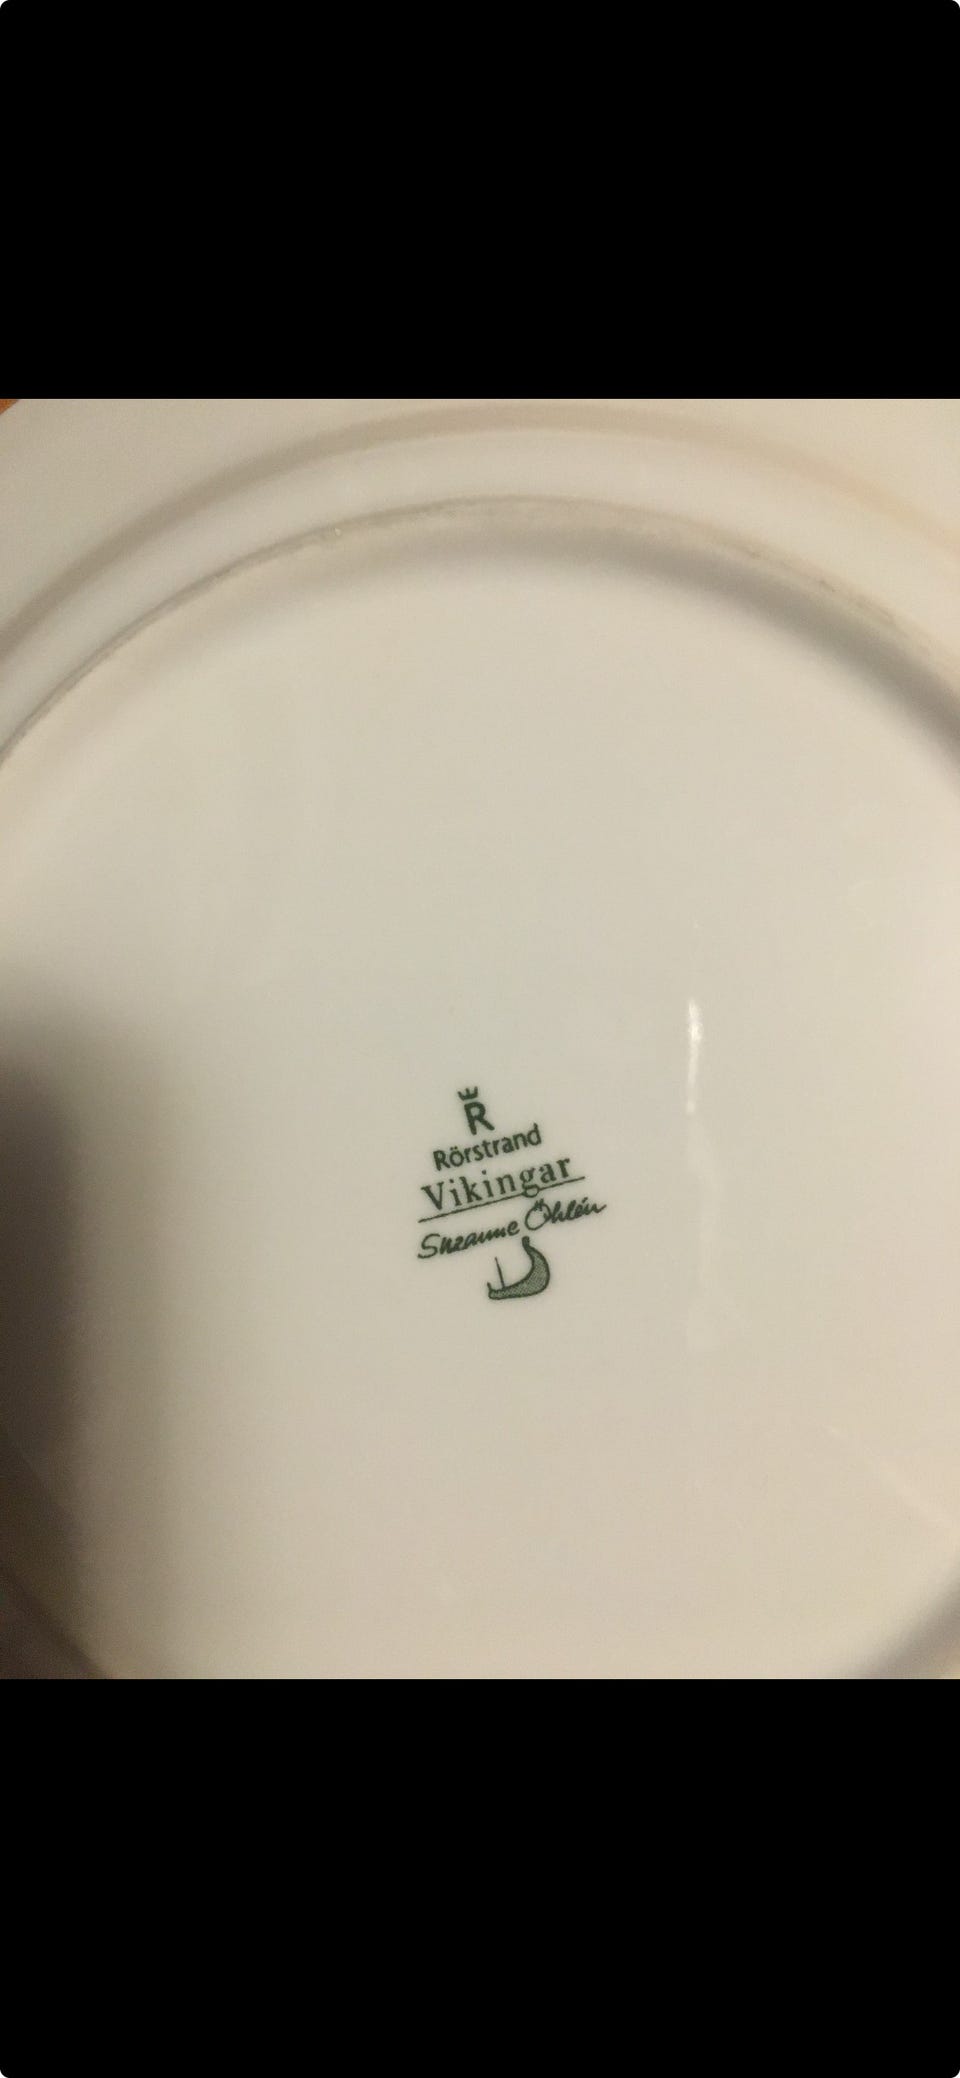 R
Rörstrand
Vikingar
Suzanne Öhlén